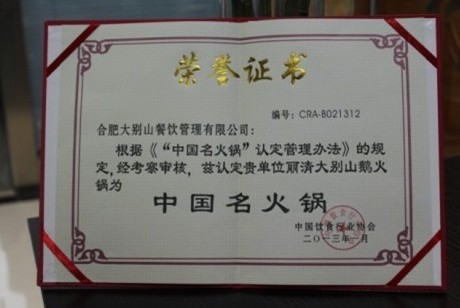 荣誉证书
编号：CRA-B021312
合肥大别山餐饮管理有限公司：
根据《“中国名火锅”认定管理办法》的规
定，经考察审核，兹认定贵单位丽清大别山鹅火
锅为
中国名火锅
中国饮食行业协会
二〇一三年一月